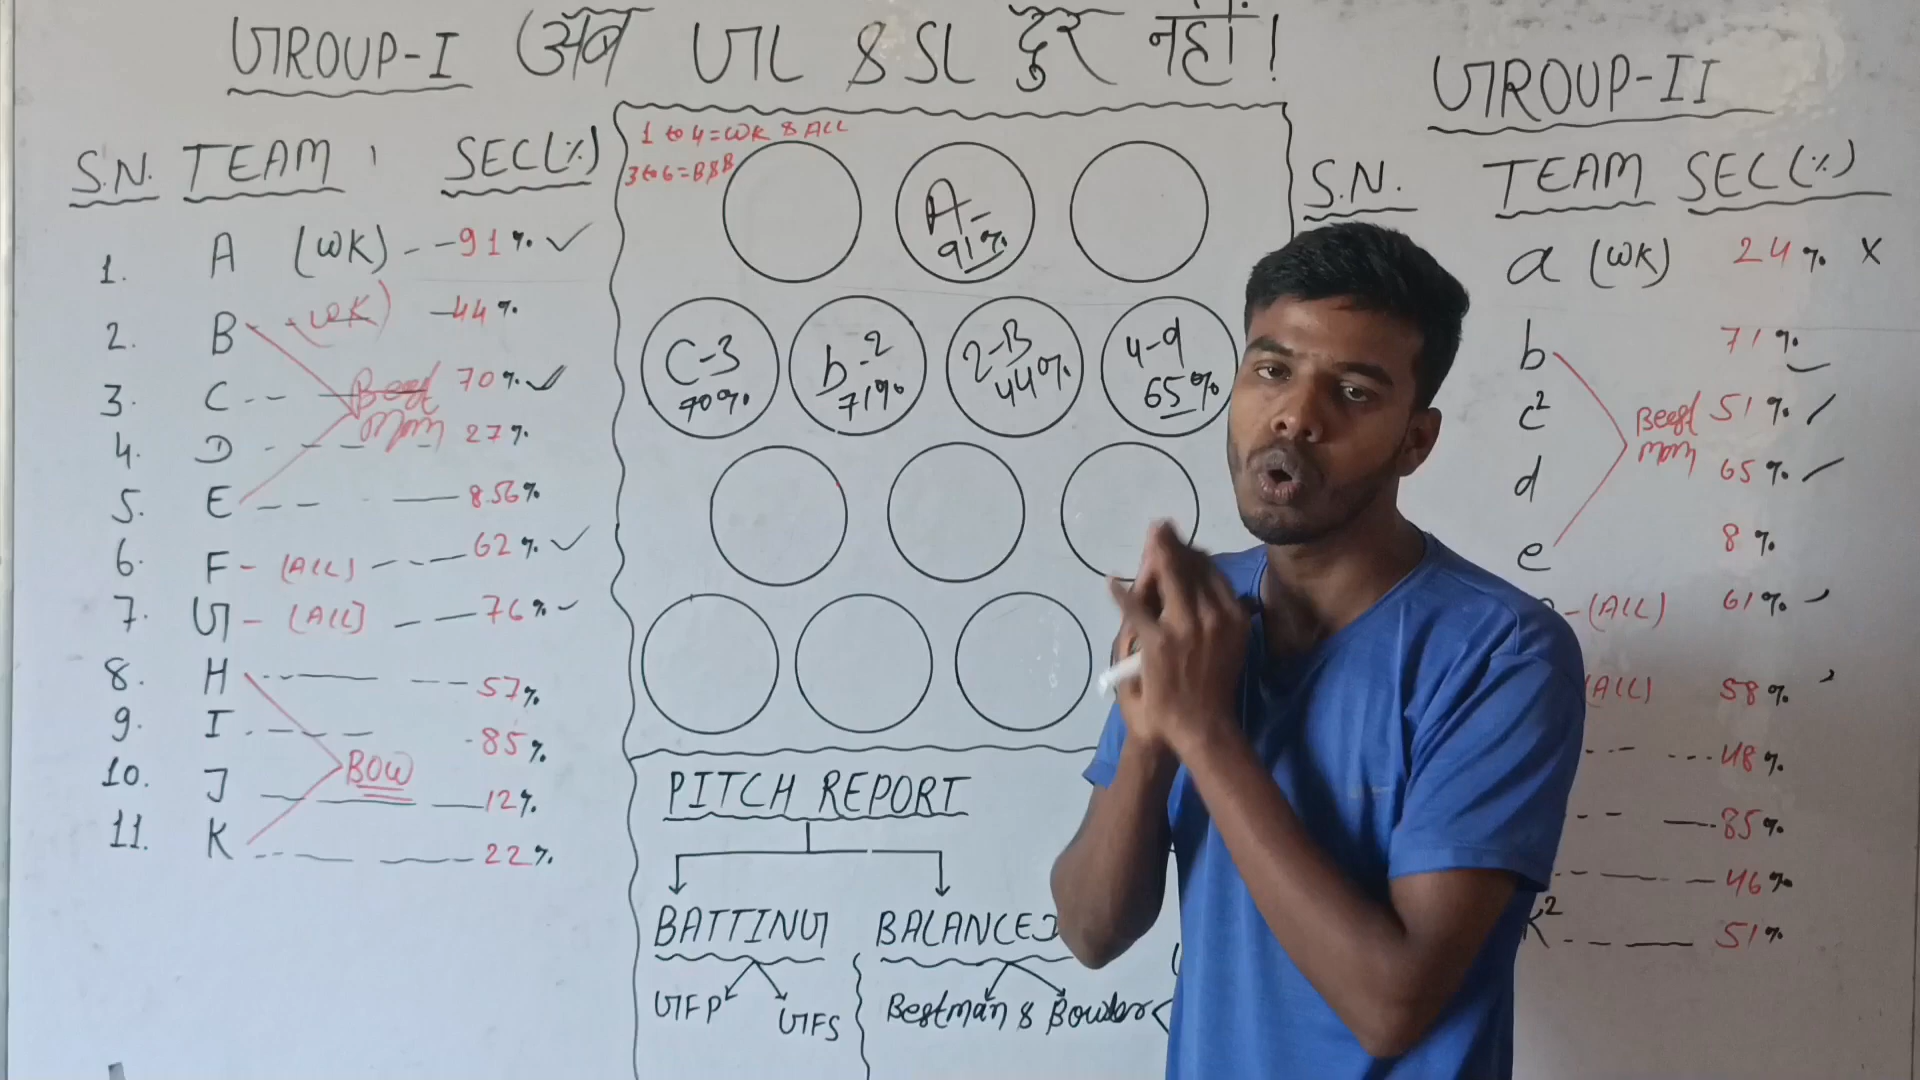 GROUP-I अब GL & SL दुर नहीं!
S.N. TEAM SEC(%)
1. A (WK) - - 91% ✓
2. B (WK) - 44%
3. C - - 70% ✓
4. D - - - 27%
5. E - - - 8.56%
Best
mam
6. F - (ALL) - - - 62% ✓
7. G - (ALL) - - 76% ✓
8. H - - - 57%
9. I - - - 85%
10. J - - 12%
11. K - - - 22%
BOW
1 to 4 = WK & ALL
3 to 6 = B&B
A-
91%
C-3
70%
b-2
71%
2-B
44%
4-d
65%
PITCH REPORT
BATTING BALANCED
GFP GFS
Bestman & Bowler
GROUP-II
S.N. TEAM SEC(%)
a (WK) 24% X
b 71%
c² 51%
d 65%
e 8%
Best
mam
-(ALL) 61%
(ALL) 58%
- - - - - 48%
- - - 85%
- - - 46%
K² - - - 51%